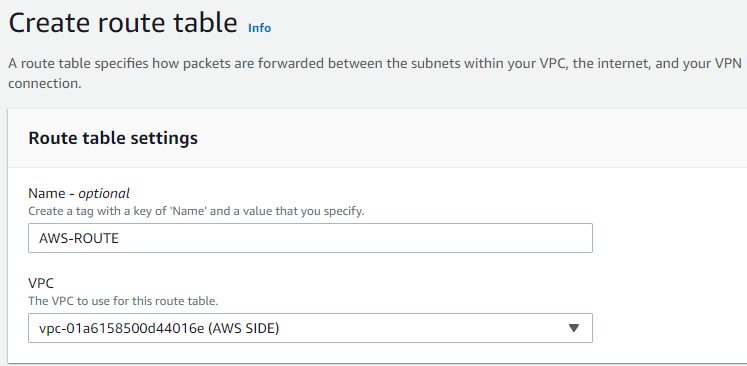 Create route table Info
A route table specifies how packets are forwarded between the subnets within your VPC, the internet, and your VPN
connection.
Route table settings
Name - optional
Create a tag with a key of 'Name' and a value that you specify.
AWS-ROUTE
VPC
The VPC to use for this route table.
vpc-01a6158500d44016e (AWS SIDE)